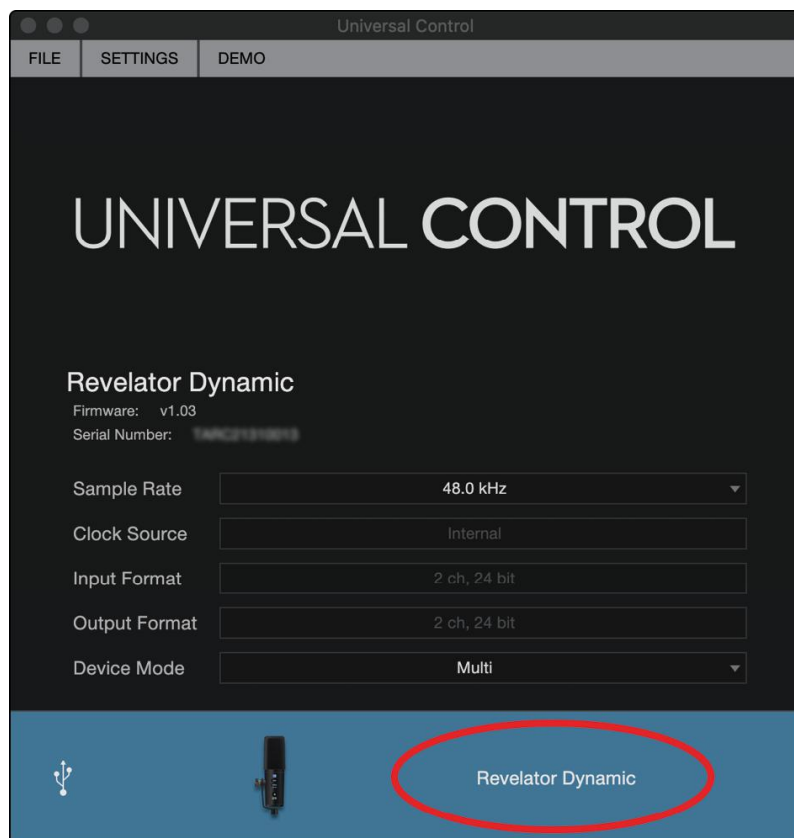 Universal Control
FILE SETTINGS DEMO
UNIVERSAL CONTROL
Revelator Dynamic
Firmware: v1.03
Serial Number:
Sample Rate 48.0 kHz
Clock Source Internal
Input Format 2 ch, 24 bit
Output Format 2 ch, 24 bit
Device Mode Multi
Revelator Dynamic